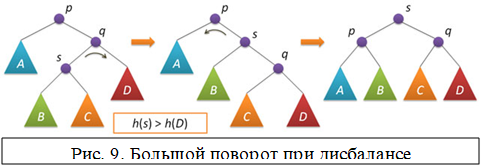 p p s
q s p q
A s A q
D B A B C D
B C C D
h(s) > h(D)
Рис. 9. Большой поворот при дисбалансе